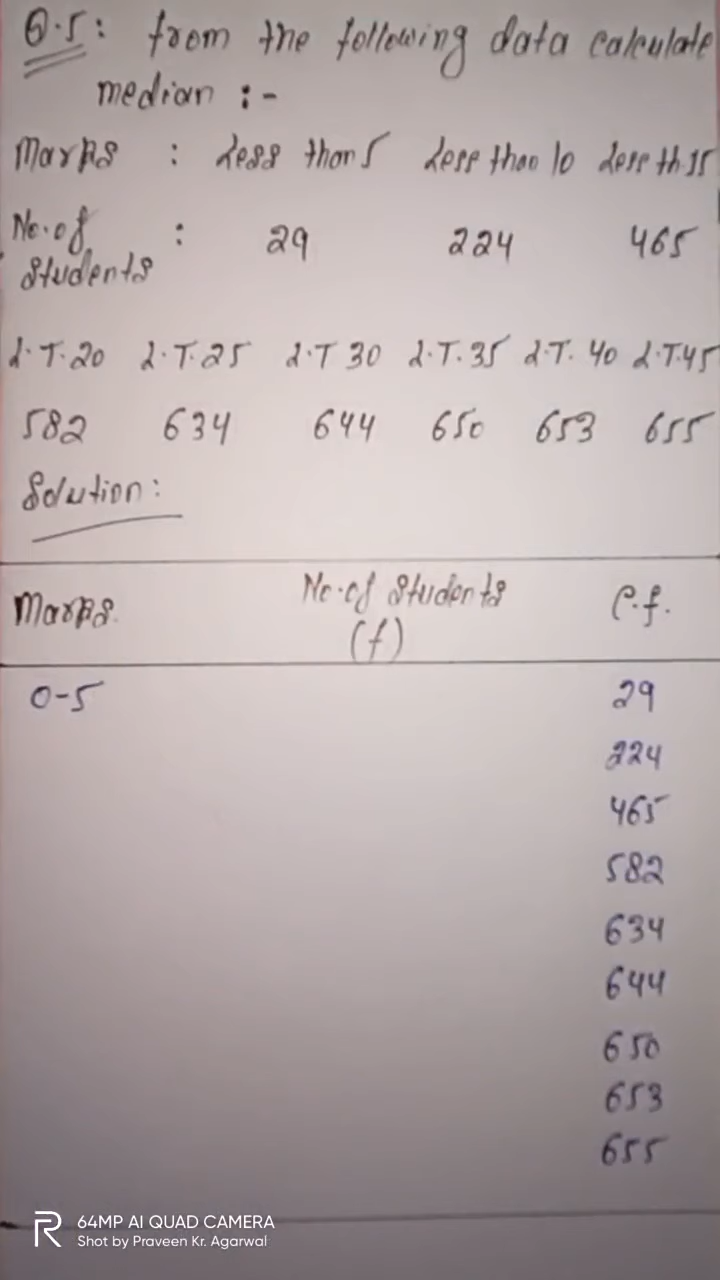 Q.5: from the following data calculate
median :-
Marks : Less than 5 Less than 10 Less th 15
No. of students : 29 224 465
L.T.20 L.T.25 L.T 30 L.T.35 L.T. 40 L.T.45
582 634 644 650 653 655
Solution:
Marks. No. of students (f) C.f.
0-5 29
224
465
582
634
644
650
653
655
64MP AI QUAD CAMERA
Shot by Praveen Kr. Agarwal